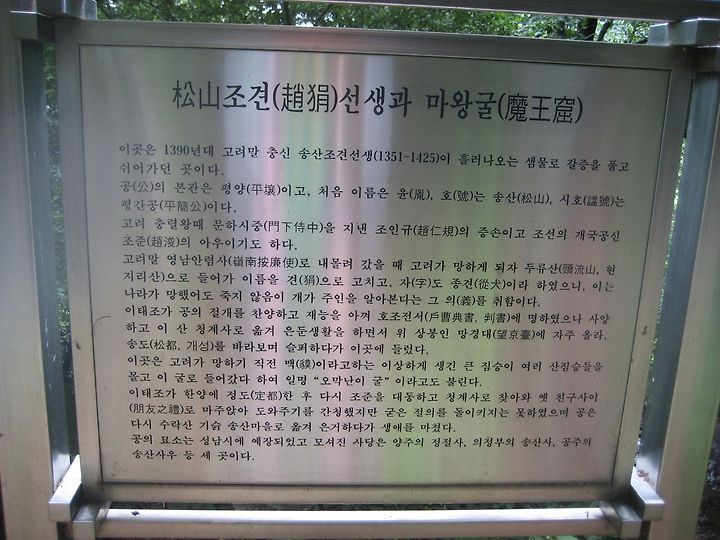 松山조견(趙狷)선생과 마왕굴(魔王窟)
이곳은 1390년대 고려말 충신 송산조견선생(1351~1425)이 흘러나오는 샘물로 갈증을 풀고
쉬어가던 곳이다.
공(公)의 본관은 평양(平壤)이고, 처음 이름은 윤(胤), 호(號)는 송산(松山), 시호(諡號)는
평간공(平簡公)이다.
고려 충렬왕때 문하시중(門下侍中)을 지낸 조인규(趙仁規)의 증손이고 조선의 개국공신
조준(趙浚)의 아우이기도 하다.
고려말 영남안렴사(嶺南按廉使)로 내몰려 갔을 때 고려가 망하게 되자 두류산(頭流山, 현
지리산)으로 들어가 이름을 견(狷)으로 고치고, 자(字)도 종견(從犬)이라 하였으니, 이는
나라가 망했어도 죽지 않음이 개가 주인을 알아본다는 그 의(義)를 취함이다.
이태조가 공의 절개를 찬양하고 재능을 아껴 호조전서(戶曹典書, 判書)에 명하였으나 사양
하고 이 산 청계사로 옮겨 은둔생활을 하면서 위 상봉인 망경대(望京臺)에 자주 올라,
송도(松都, 개성)를 바라보며 슬퍼하다가 이곳에 들렀다.
이곳은 고려가 망하기 직전 맥(貘)이라고하는 이상하게 생긴 큰 짐승이 여러 산짐승들을
몰고 이 굴로 들어갔다 하여 일명 “오막난이 굴” 이라고도 불린다.
이태조가 한양에 정도(定都)한 후 다시 조준을 대동하고 청계사로 찾아와 옛 친구사이
(朋友之禮)로 마주앉아 도와주기를 간청했지만 굳은 절의를 돌이키지는 못하였으며 공은
다시 수락산 기슭 송산마을로 옮겨 은거하다가 생애를 마쳤다.
공의 묘소는 성남시에 예장되었고 모셔진 사당은 양주의 정절사, 의정부의 송산사, 공주의
송산사우 등 세 곳이다.